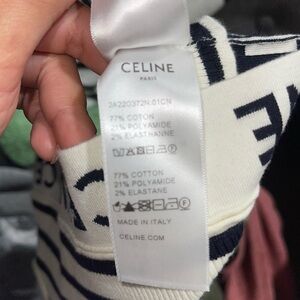 CELINE
PARIS
2A220372N.01CN
77% COTTON
21% POLYAMIDE
2% ELASTHANNE
77% COTTON
21% POLYAMIDE
2% ELASTANE
MADE IN ITALY
CELINE.COM